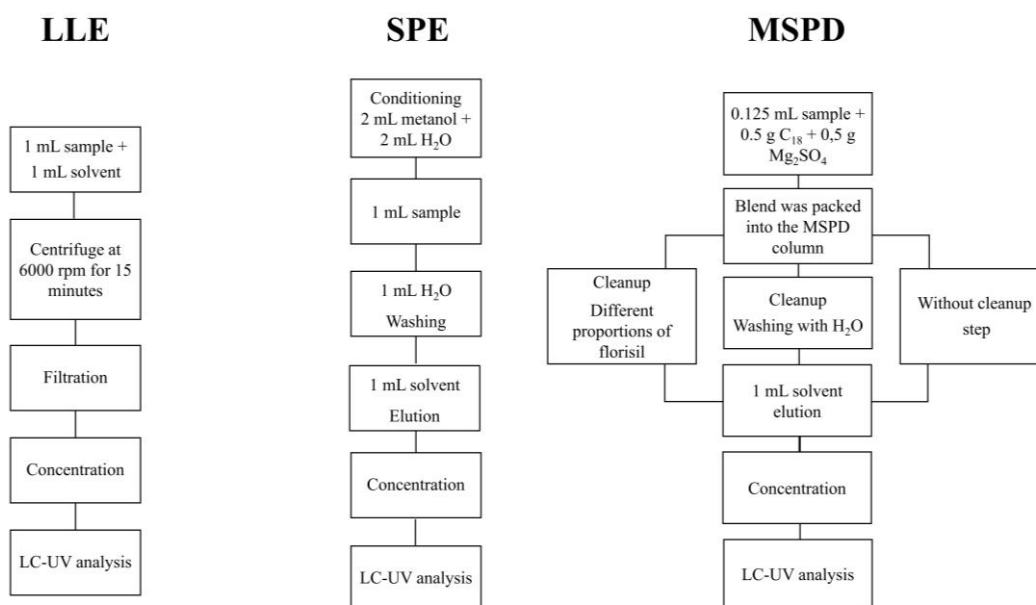 LLE
1 mL sample +
1 mL solvent
Centrifuge at
6000 rpm for 15
minutes
Filtration
Concentration
LC-UV analysis
SPE
Conditioning
2 mL metanol +
2 mL H₂O
1 mL sample
1 mL H₂O
Washing
1 mL solvent
Elution
Concentration
LC-UV analysis
MSPD
0.125 mL sample +
0.5 g C₁₈ + 0,5 g
Mg₂SO₄
Blend was packed
into the MSPD
column
Cleanup
Different
proportions of
florisil
Cleanup
Washing with H₂O
Without cleanup
step
1 mL solvent
elution
Concentration
LC-UV analysis